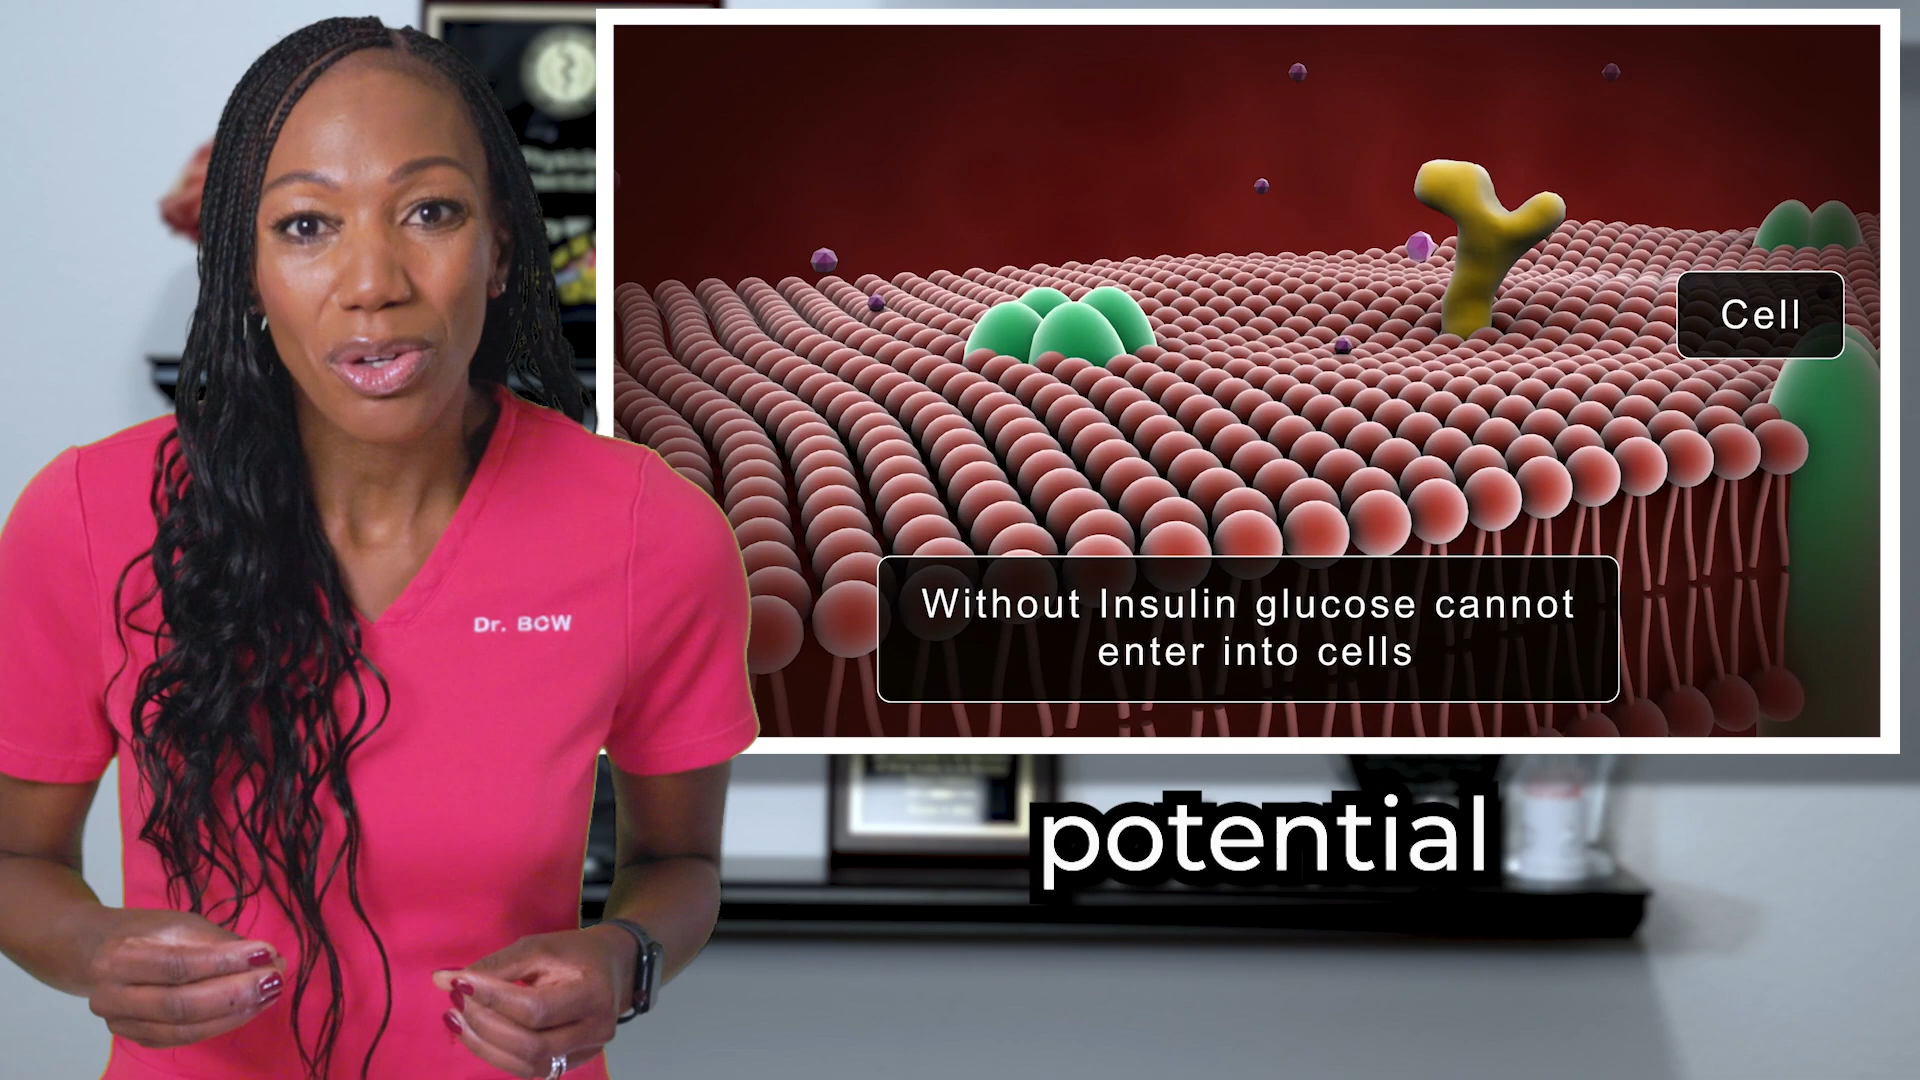 Dr. BCW
Cell
Without Insulin glucose cannot
enter into cells
potential